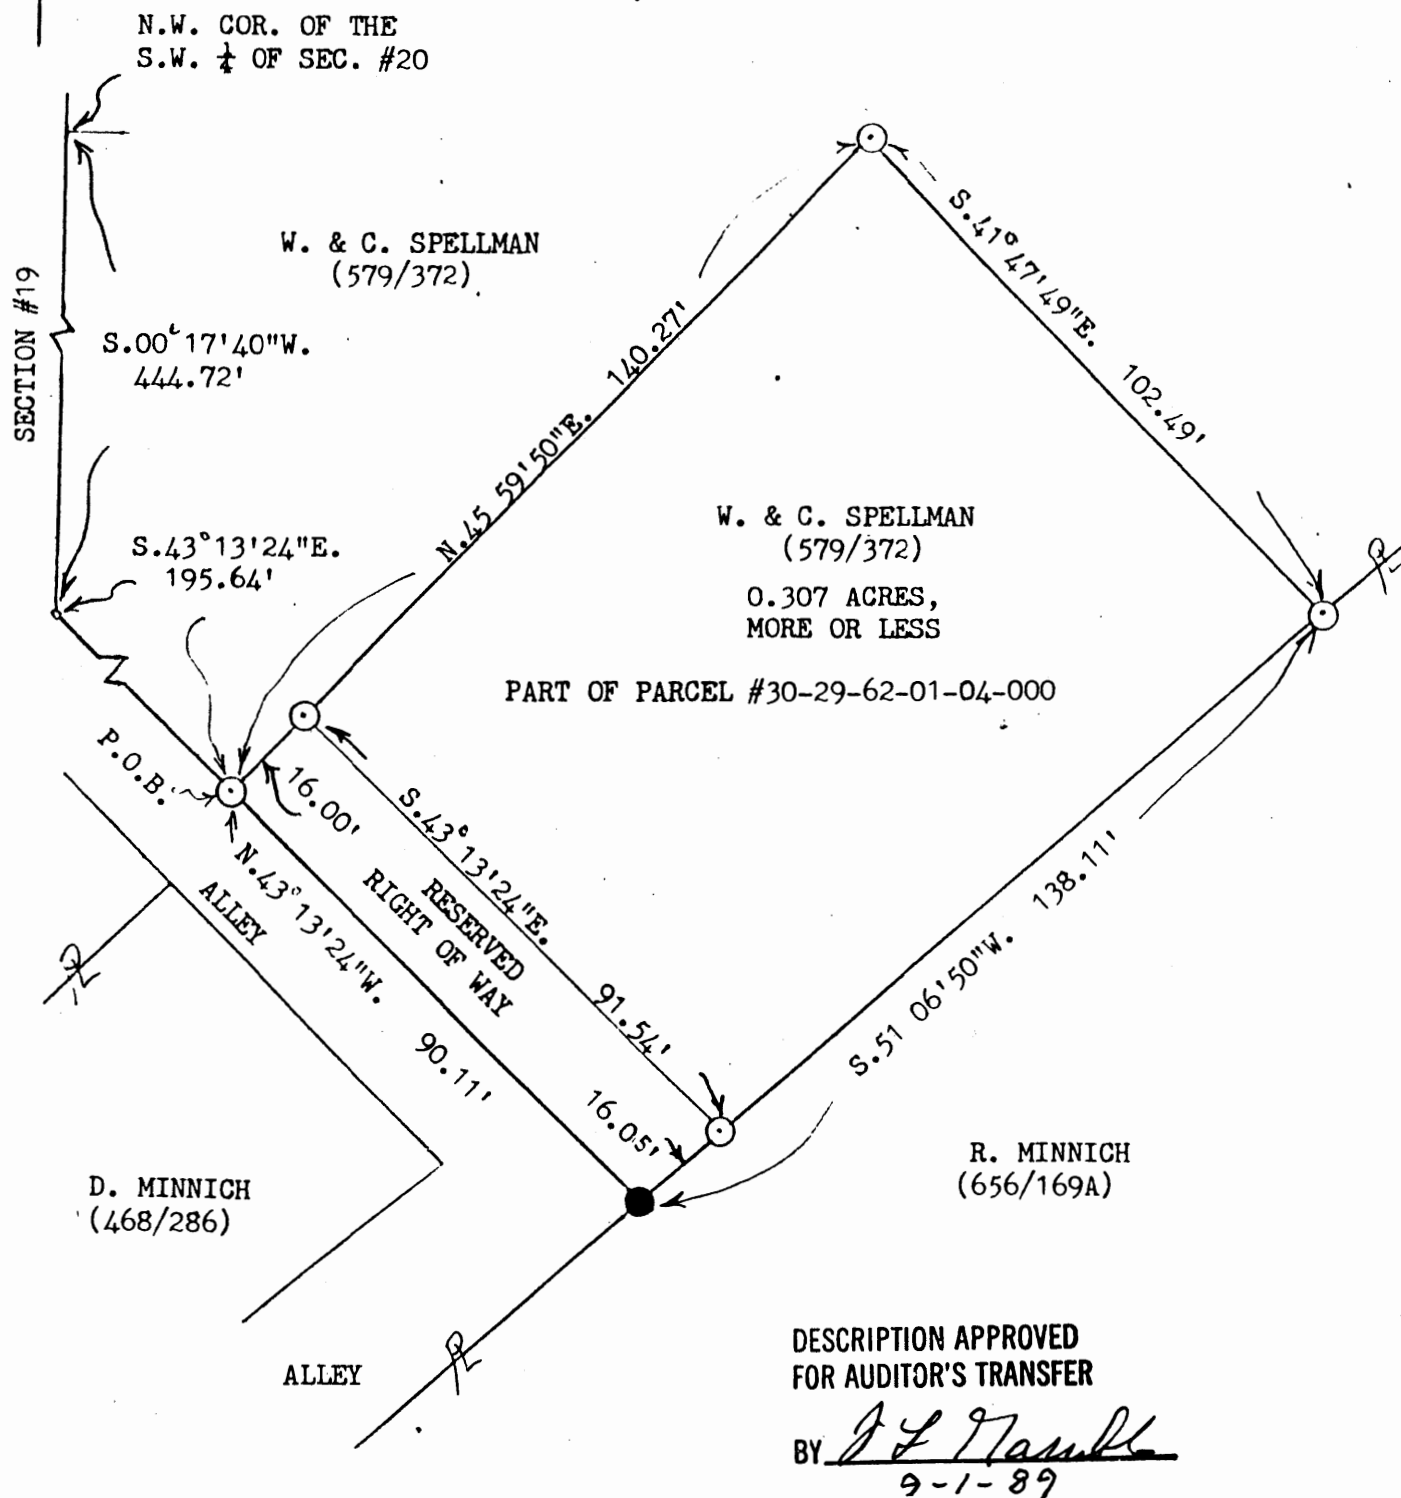 N.W. COR. OF THE
S.W. ¼ OF SEC. #20
W. & C. SPELLMAN
(579/372)
SECTION #19
S.00°17'40"W.
444.72'
S.43°13'24"E.
195.64'
N.45 59'50"E. 140.27'
S.41°47'49"E. 102.49'
W. & C. SPELLMAN
(579/372)
0.307 ACRES,
MORE OR LESS
PART OF PARCEL #30-29-62-01-04-000
P.O.B.
16.00'
S.43°13'24"E. 91.54'
RESERVED
RIGHT OF WAY
N.43°13'24"W. 90.11'
ALLEY
16.05'
S.51 06'50"W. 138.11'
D. MINNICH
(468/286)
R. MINNICH
(656/169A)
ALLEY
PL
PL
PL
DESCRIPTION APPROVED
FOR AUDITOR'S TRANSFER
BY
9-1-89